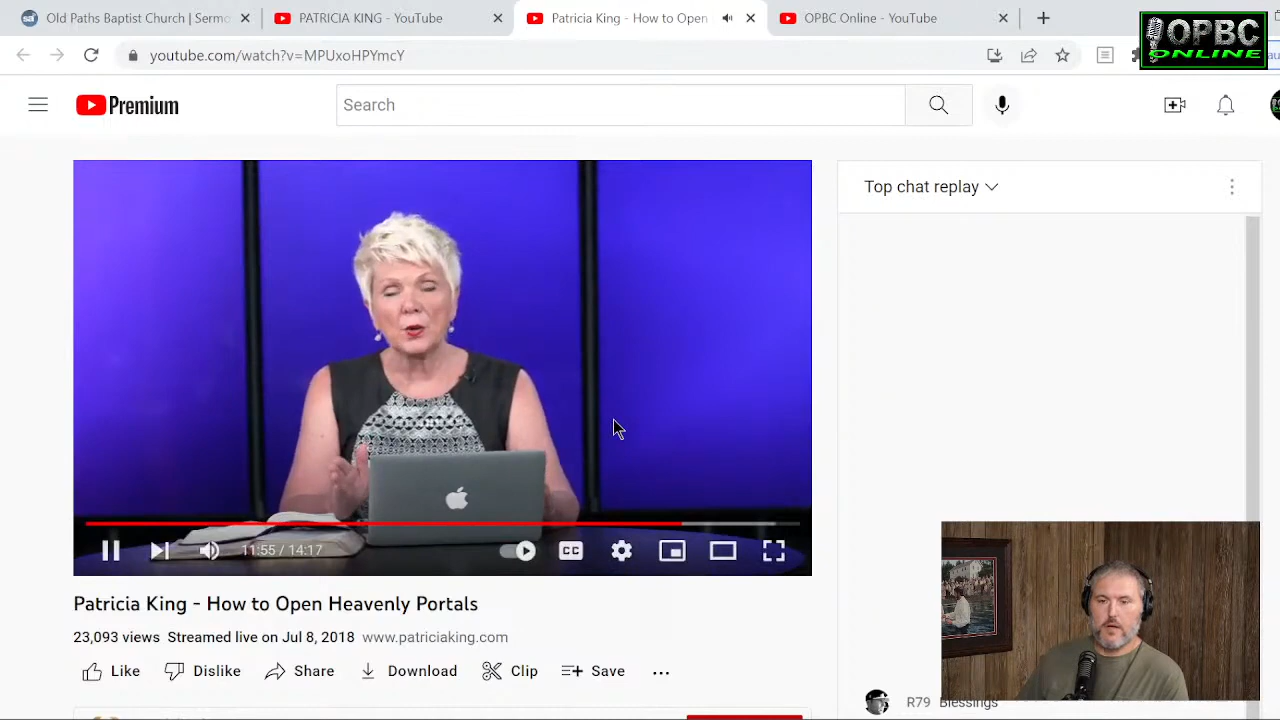 Old Paths Baptist Church | Sermo
PATRICIA KING - YouTube
Patricia King - How to Open
OPBC Online - YouTube
OPBC
ONLINE
youtube.com/watch?v=MPUxoHPYmcY
Premium
Search
Top chat replay
11:55 / 14:17
CC
Patricia King - How to Open Heavenly Portals
23,093 views Streamed live on Jul 8, 2018 www.patriciaking.com
Like
Dislike
Share
Download
Clip
Save
R79 Blessings